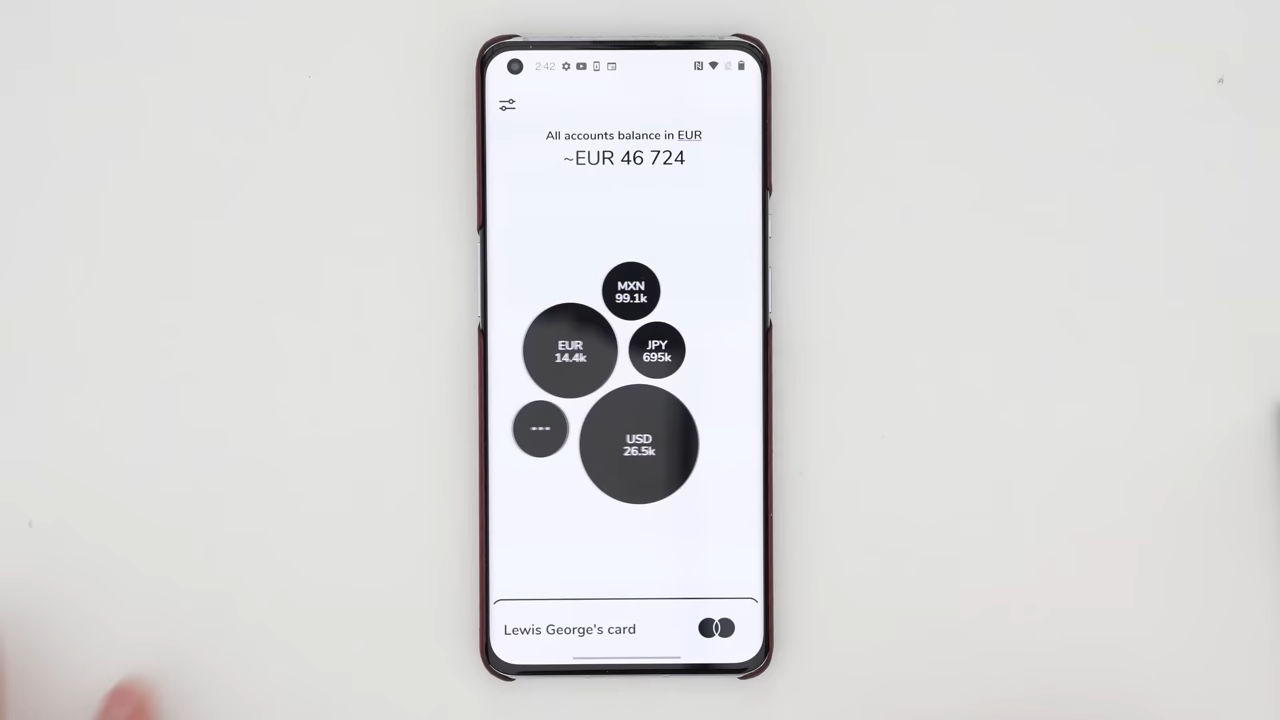 2:42
All accounts balance in EUR
~EUR 46 724
MXN
99.1k
EUR
14.4k
JPY
695k
---
USD
26.5k
Lewis George's card